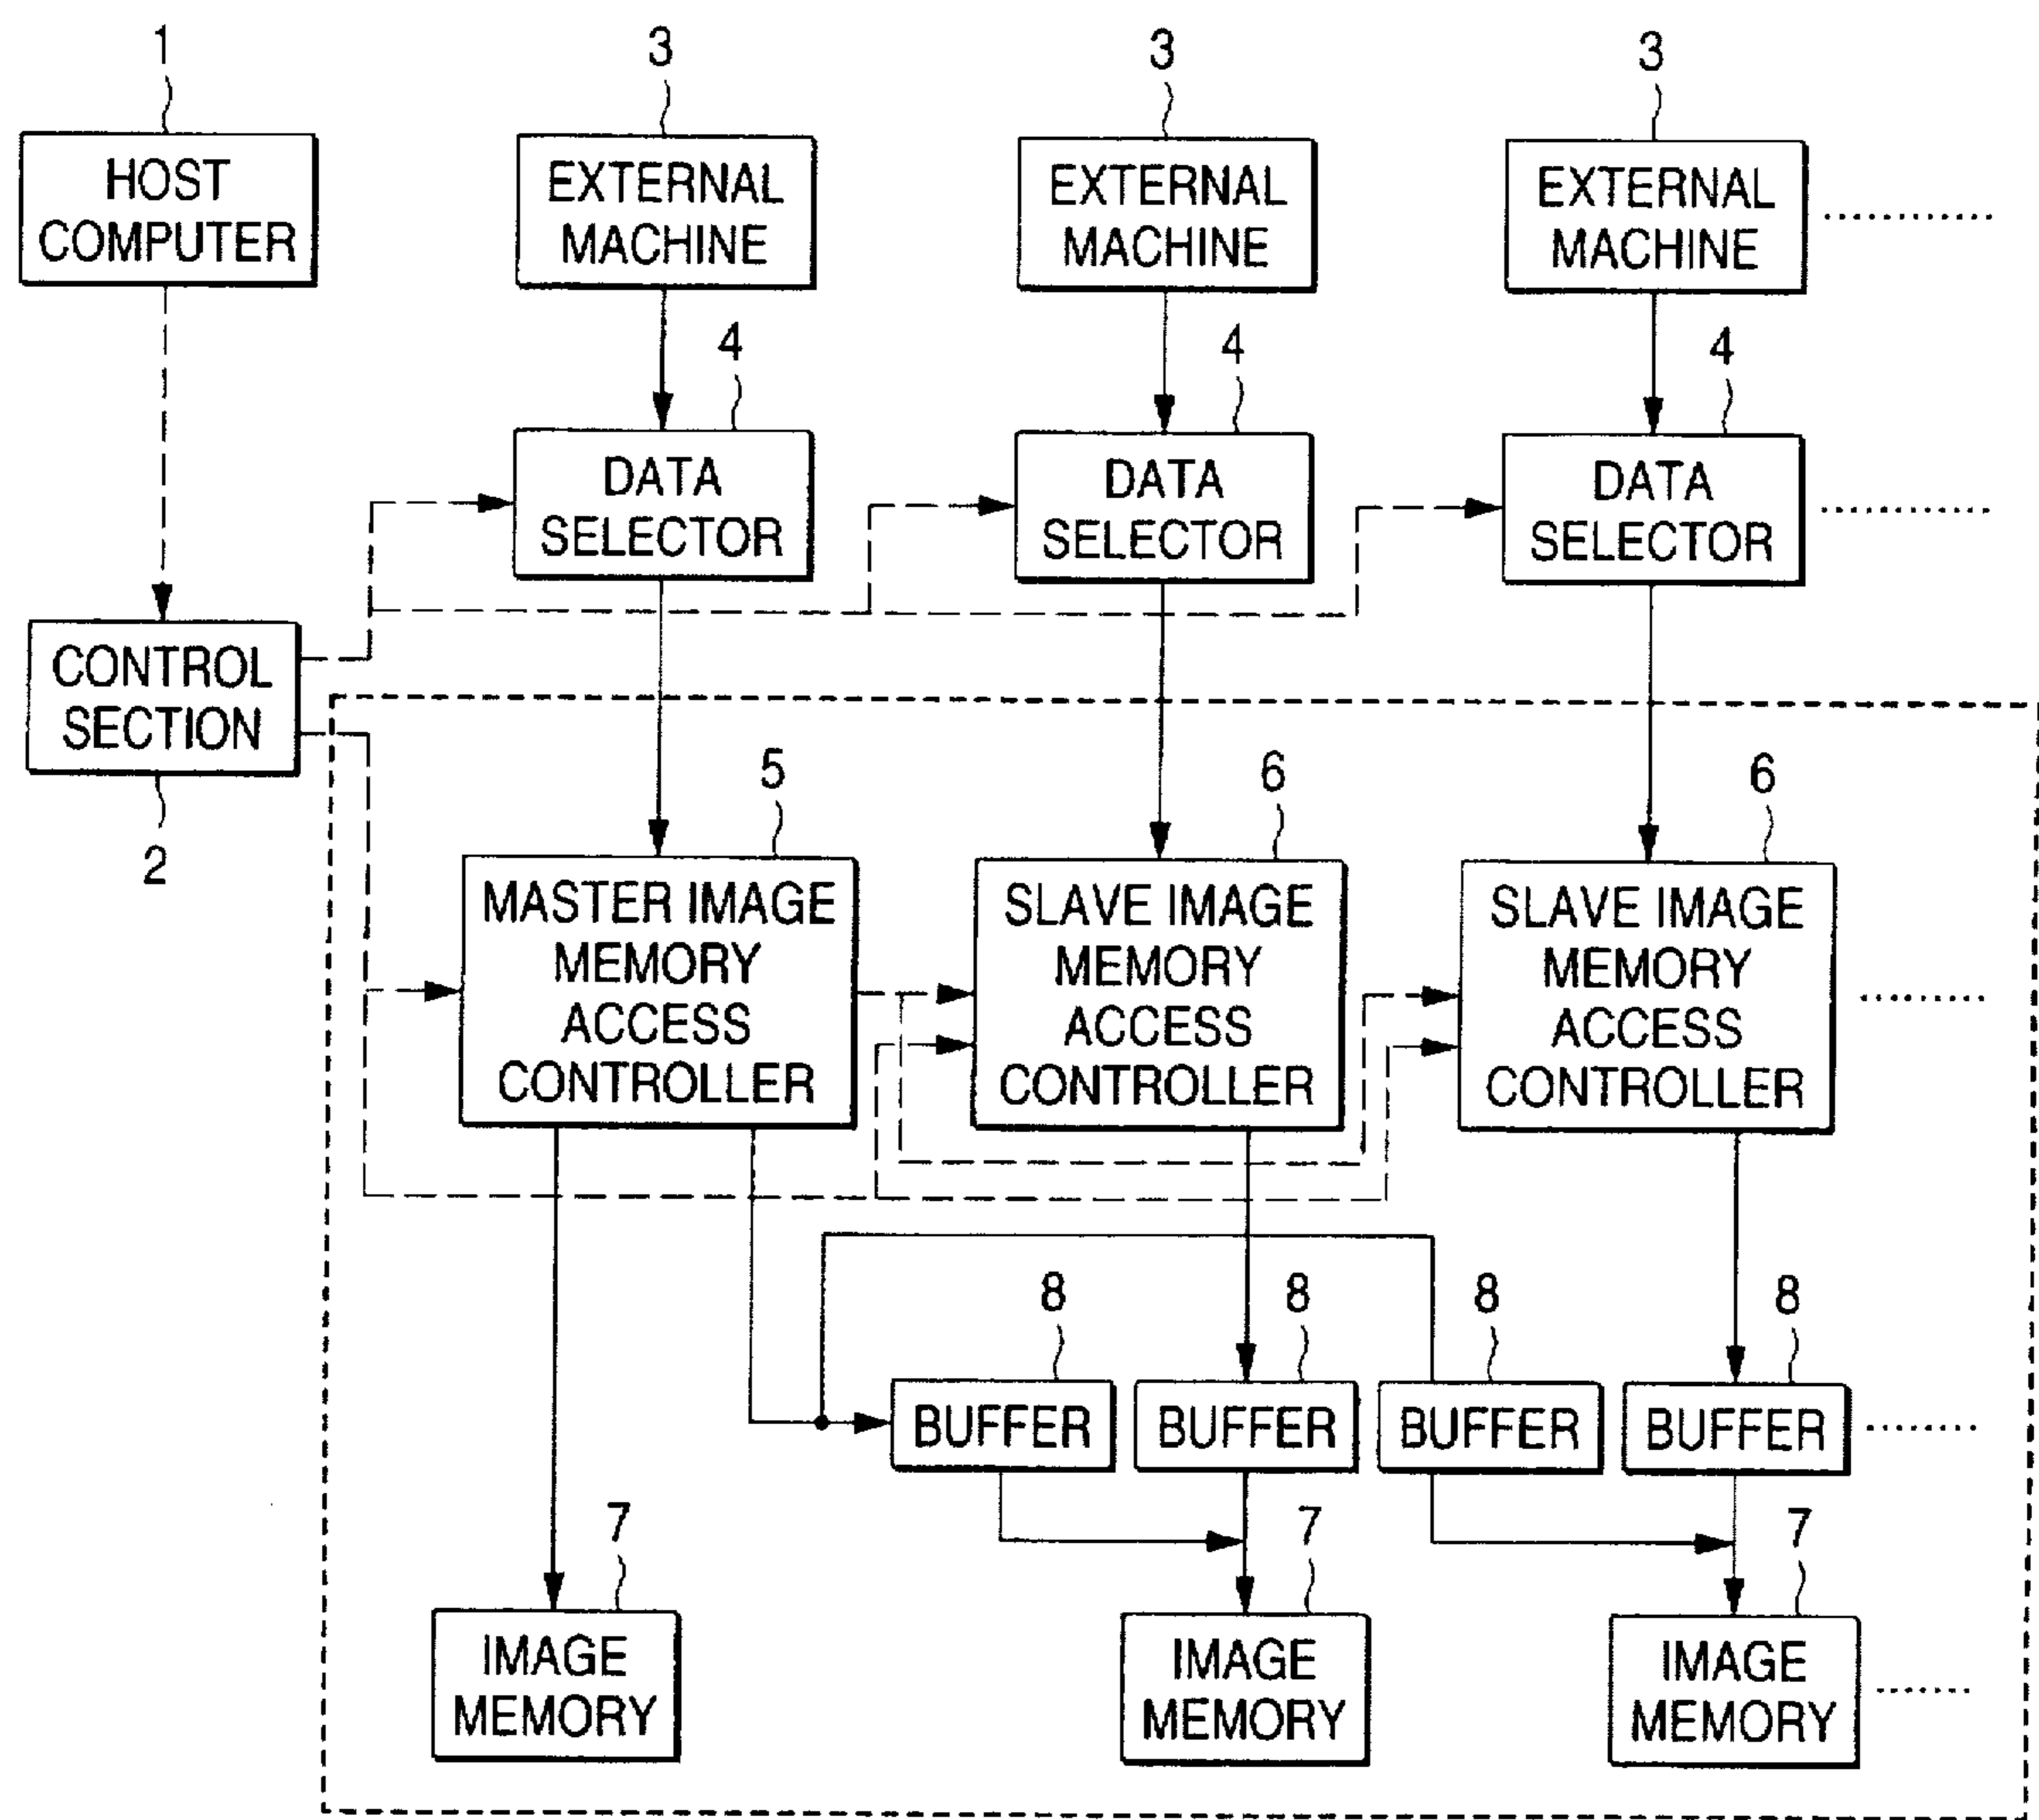 1
3
3
3
HOST
COMPUTER
EXTERNAL
MACHINE
EXTERNAL
MACHINE
EXTERNAL
MACHINE
4
4
4
DATA
SELECTOR
DATA
SELECTOR
DATA
SELECTOR
CONTROL
SECTION
2
5
6
6
MASTER IMAGE
MEMORY
ACCESS
CONTROLLER
SLAVE IMAGE
MEMORY
ACCESS
CONTROLLER
SLAVE IMAGE
MEMORY
ACCESS
CONTROLLER
8
8
8
8
BUFFER
BUFFER
BUFFER
BUFFER
7
7
7
IMAGE
MEMORY
IMAGE
MEMORY
IMAGE
MEMORY